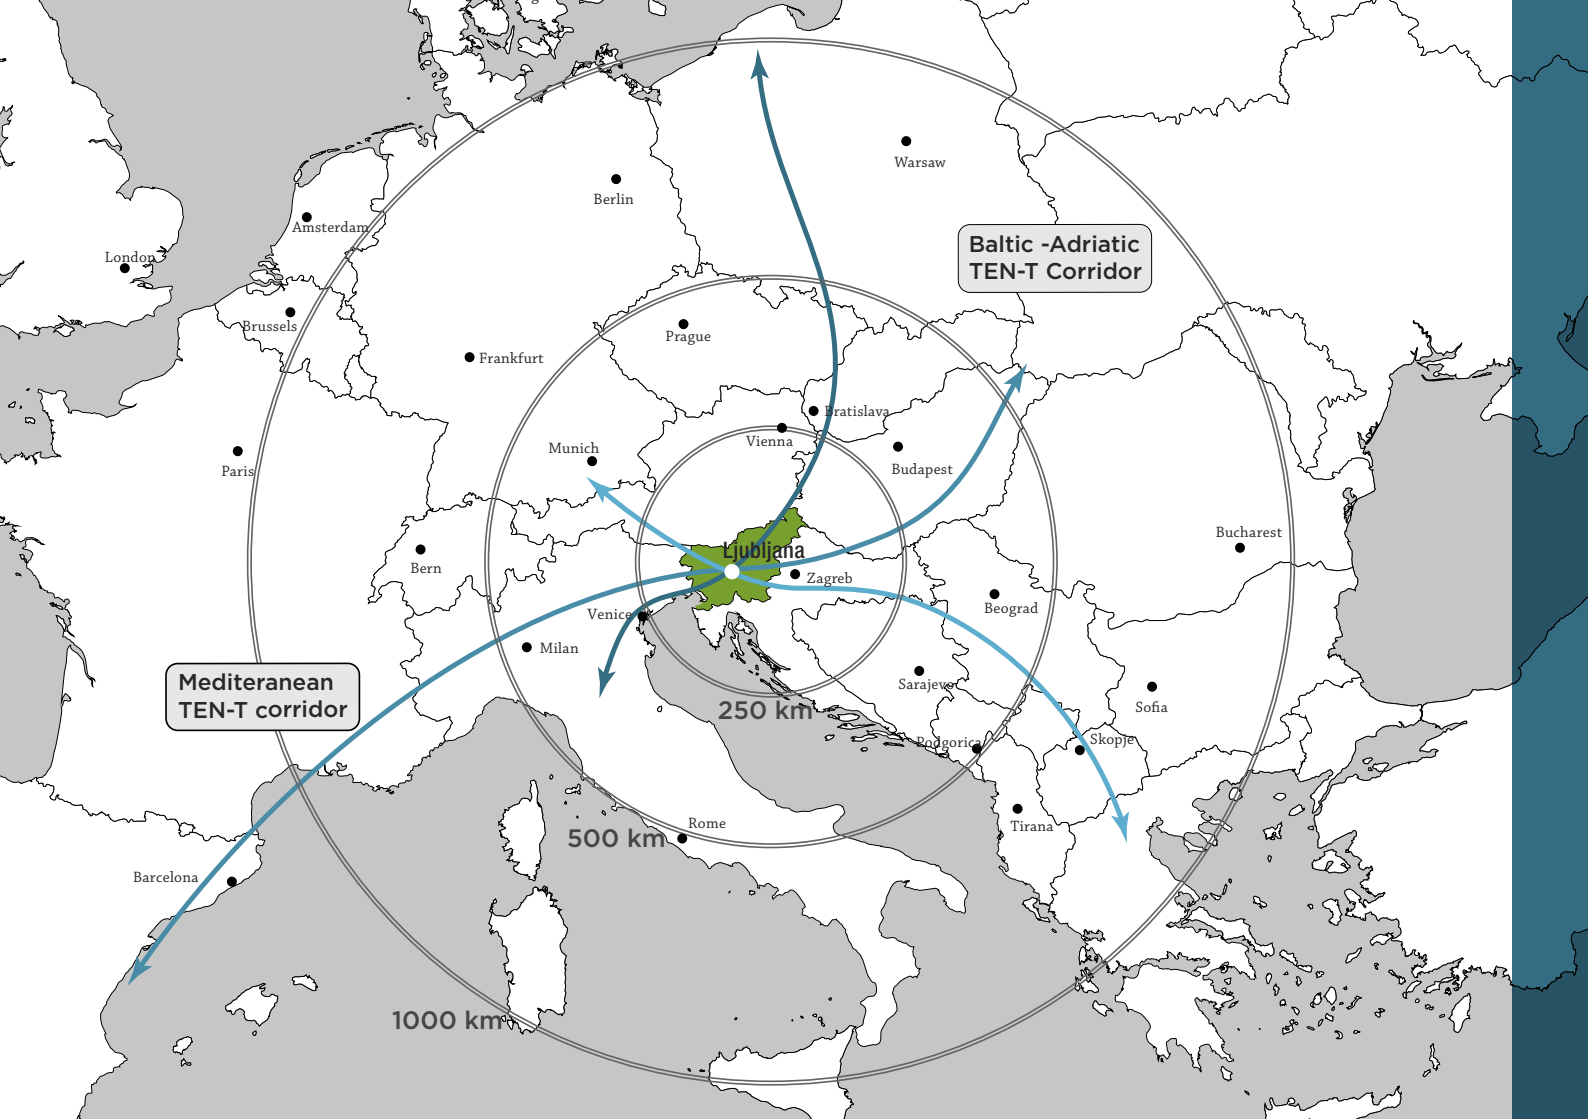 Warsaw
Berlin
Amsterdam
Baltic -Adriatic
TEN-T Corridor
London
Brussels
Prague
Frankfurt
Bratislava
Vienna
Munich
Budapest
Paris
Bucharest
Ljubljana
Bern
Zagreb
Beograd
Venice
Milan
Sarajevo
Mediteranean
TEN-T corridor
Sofia
250 km
Podgorica
Skopje
Rome
Tirana
500 km
Barcelona
1000 km